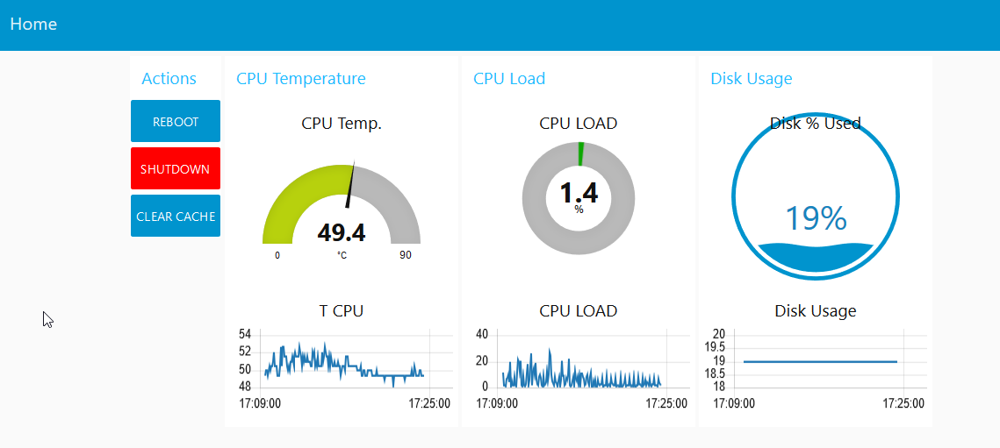 Home
Actions
REBOOT
SHUTDOWN
CLEAR CACHE
CPU Temperature
CPU Temp.
49.4
0 °C 90
T CPU
54
52
50
48
17:09:00 17:25:00
CPU Load
CPU LOAD
1.4
%
CPU LOAD
40
20
0
17:09:00 17:25:00
Disk Usage
Disk % Used
19%
Disk Usage
20
19.5
19
18.5
18
17:09:00 17:25:00